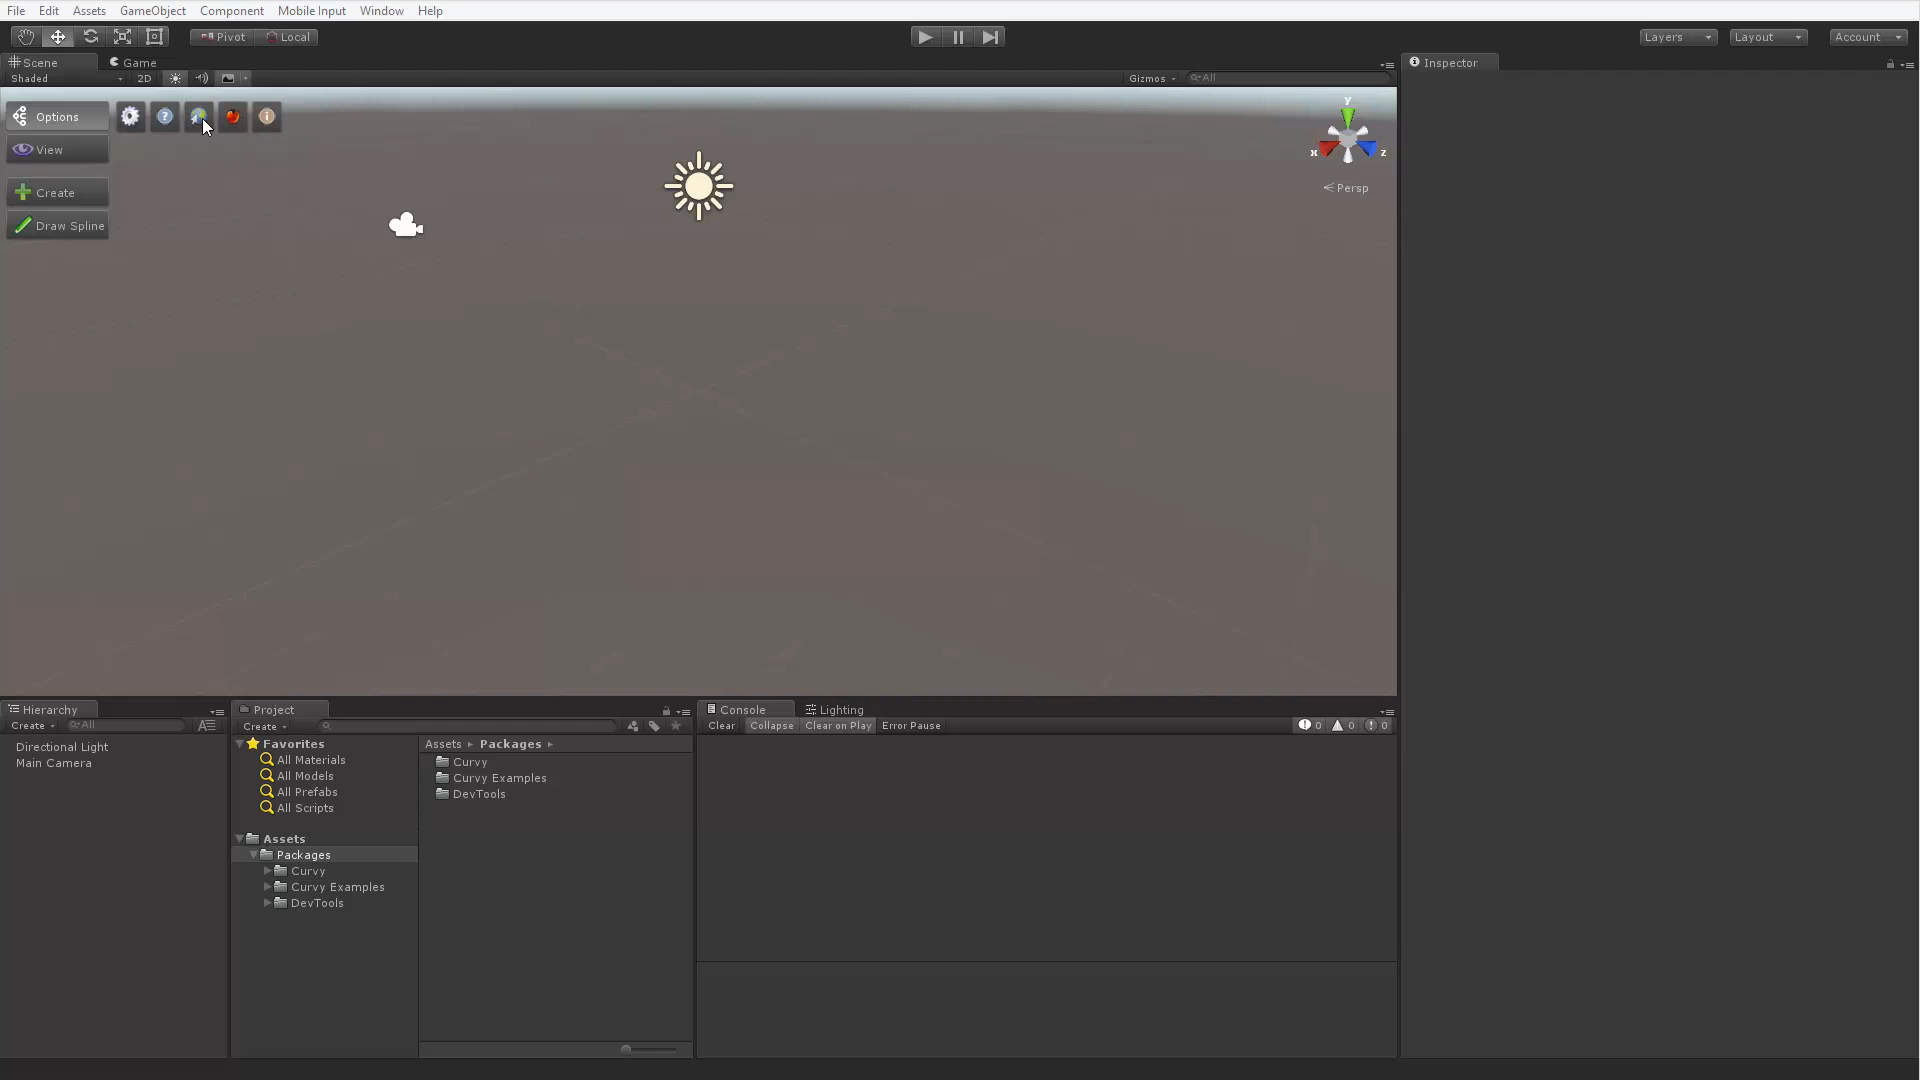 File Edit Assets GameObject Component Mobile Input Window Help
Pivot Local Layers Layout Account
Scene Game Inspector
Shaded 2D Gizmos All
Options
View
Create
Draw Spline
y
x z
Persp
Hierarchy
Create All
Directional Light
Main Camera
Project
Create
Favorites
All Materials
All Models
All Prefabs
All Scripts
Assets
Packages
Curvy
Curvy Examples
DevTools
Assets Packages
Curvy
Curvy Examples
DevTools
Console Lighting
Clear Collapse Clear on Play Error Pause 0 0 0